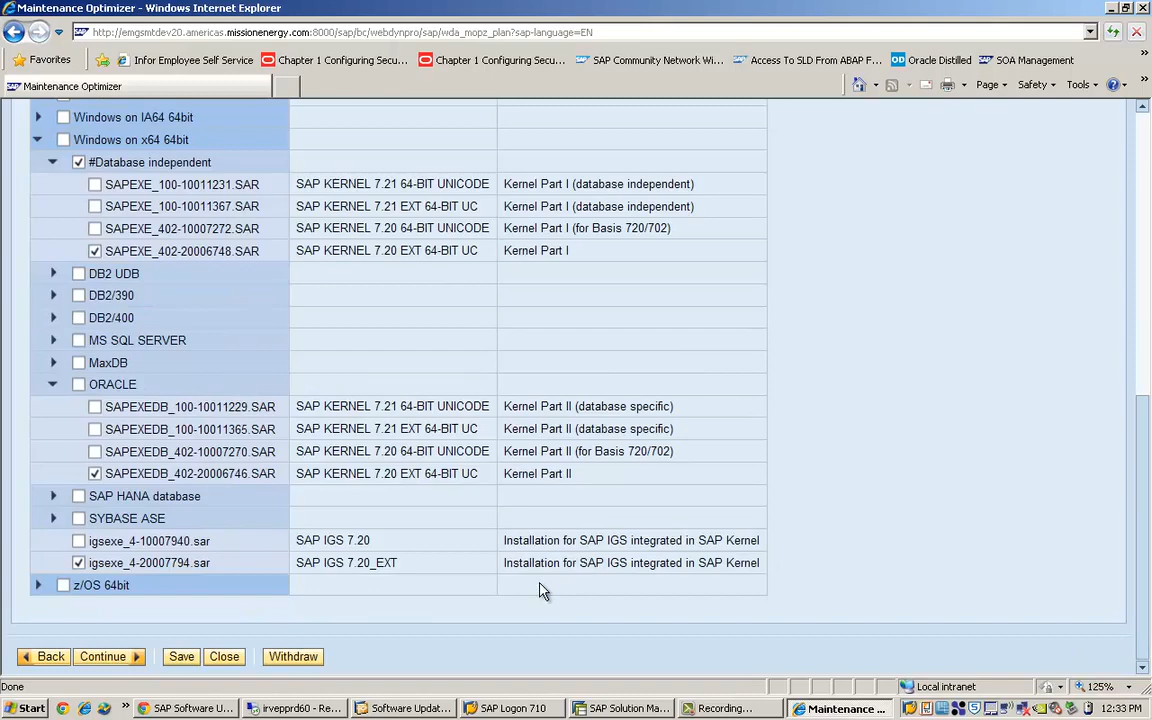 Maintenance Optimizer - Windows Internet Explorer
http://emgsmtdev20.americas.missionenergy.com:8000/sap/bc/webdynpro/sap/wda_mopz_plan?sap-language=EN
Favorites Infor Employee Self Service Chapter 1 Configuring Secu... Chapter 1 Configuring Secu... SAP Community Network Wi... Access To SLD From ABAP F... Oracle Distilled SOA Management
Maintenance Optimizer Page Safety Tools
Windows on IA64 64bit
Windows on x64 64bit
#Database independent
SAPEXE_100-10011231.SAR SAP KERNEL 7.21 64-BIT UNICODE Kernel Part I (database independent)
SAPEXE_100-10011367.SAR SAP KERNEL 7.21 EXT 64-BIT UC Kernel Part I (database independent)
SAPEXE_402-10007272.SAR SAP KERNEL 7.20 64-BIT UNICODE Kernel Part I (for Basis 720/702)
SAPEXE_402-20006748.SAR SAP KERNEL 7.20 EXT 64-BIT UC Kernel Part I
DB2 UDB
DB2/390
DB2/400
MS SQL SERVER
MaxDB
ORACLE
SAPEXEDB_100-10011229.SAR SAP KERNEL 7.21 64-BIT UNICODE Kernel Part II (database specific)
SAPEXEDB_100-10011365.SAR SAP KERNEL 7.21 EXT 64-BIT UC Kernel Part II (database specific)
SAPEXEDB_402-10007270.SAR SAP KERNEL 7.20 64-BIT UNICODE Kernel Part II (for Basis 720/702)
SAPEXEDB_402-20006746.SAR SAP KERNEL 7.20 EXT 64-BIT UC Kernel Part II
SAP HANA database
SYBASE ASE
igsexe_4-10007940.sar SAP IGS 7.20 Installation for SAP IGS integrated in SAP Kernel
igsexe_4-20007794.sar SAP IGS 7.20_EXT Installation for SAP IGS integrated in SAP Kernel
z/OS 64bit
Back Continue Save Close Withdraw
Done Local intranet 125%
Start SAP Software U... irvepprd60 - Re... Software Updat... SAP Logon 710 SAP Solution Ma... Recording... Maintenance ... 12:33 PM